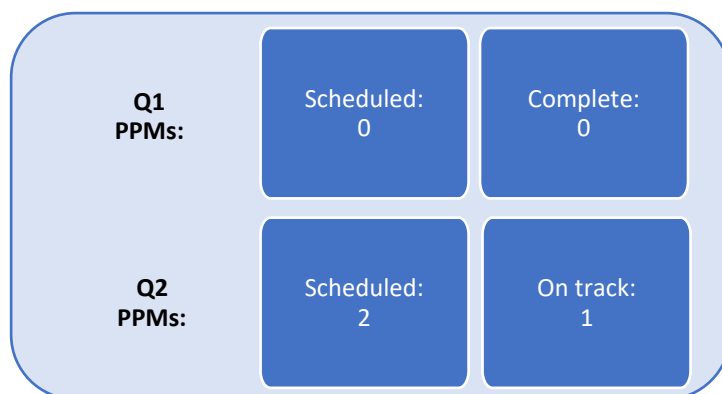 Q1
PPMs:
Scheduled:
0
Complete:
0
Q2
PPMs:
Scheduled:
2
On track:
1